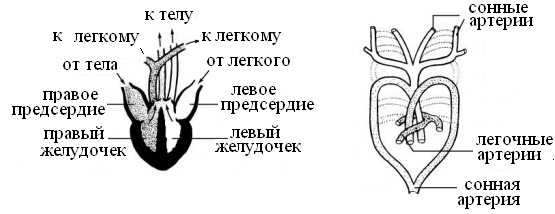 к телу
к легкому
к легкому
от тела
от легкого
правое
предсердие
левое
предсердие
правый
желудочек
левый
желудочек
сонные
артерии
легочные
артерии
сонная
артерия